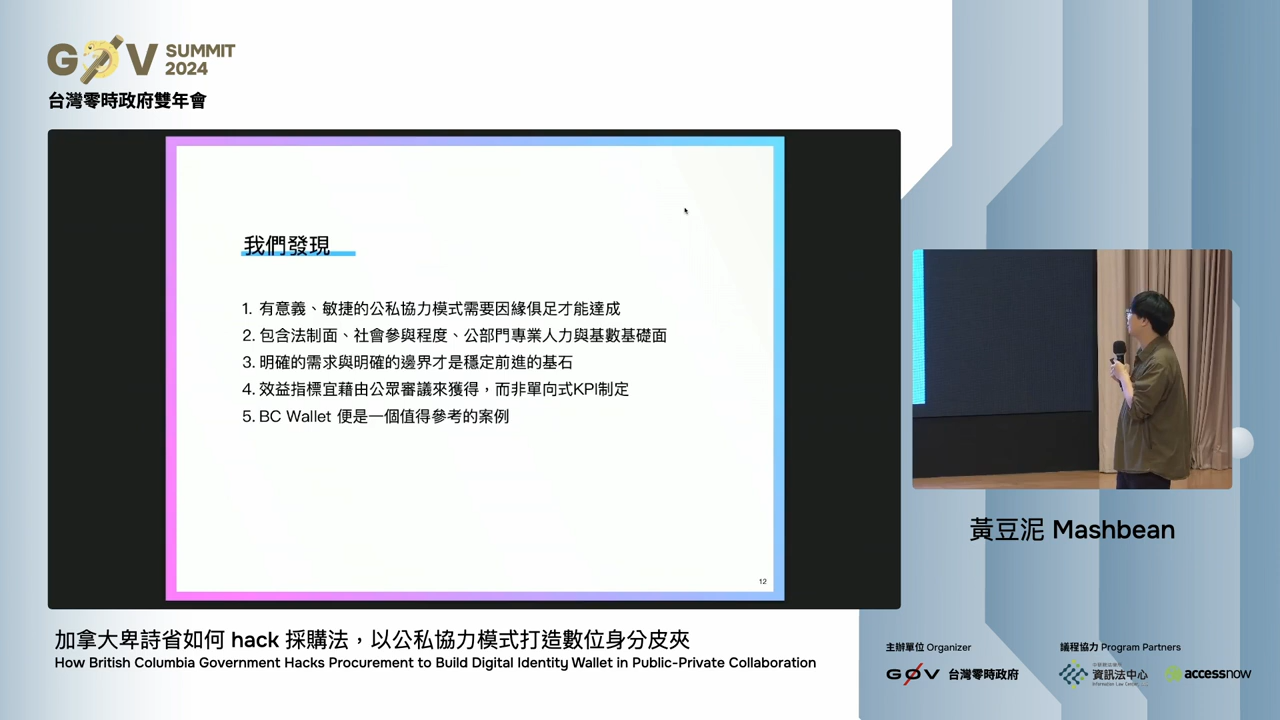 G0V SUMMIT 2024
台灣零時政府雙年會
我們發現
1. 有意義、敏捷的公私協力模式需要因緣俱足才能達成
2. 包含法制面、社會參與程度、公部門專業人力與基數基礎面
3. 明確的需求與明確的邊界才是穩定前進的基石
4. 效益指標宜藉由公眾審議來獲得，而非單向式KPI制定
5. BC Wallet 便是一個值得參考的案例
12
黃豆泥 Mashbean
加拿大卑詩省如何 hack 採購法，以公私協力模式打造數位身分皮夾
How British Columbia Government Hacks Procurement to Build Digital Identity Wallet in Public-Private Collaboration
主辦單位 Organizer
議程協力 Program Partners
G0V 台灣零時政府
資訊法中心
Information Law Center
accessnow